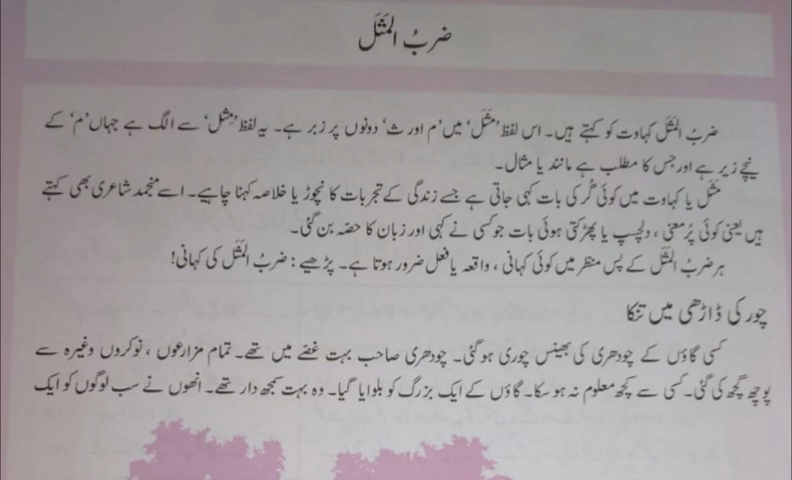 ضربُ المَثَل
ضربُ المَثَل کہاوت کو کہتے ہیں۔ اس لفظ 'مَثَل' میں 'م اور ث' دونوں پر زبر ہے۔ یہ لفظ 'مِثل' سے الگ ہے جہاں 'م' کے
نیچے زیر ہے اور جس کا مطلب ہے مانند یا مثال۔
مَثَل یا کہاوت میں کوئی گُر کی بات کہی جاتی ہے جسے زندگی کے تجربات کا نچوڑ یا خلاصہ کہنا چاہیے۔ اسے منجمد شاعری بھی کہتے
ہیں یعنی کوئی پُرمعنی، دلچسپ یا پھڑکتی ہوئی بات جو کسی نے کہی اور زبان کا حصّہ بن گئی۔
ہر ضربُ المَثَل کے پس منظر میں کوئی کہانی، واقعہ یا فعل ضرور ہوتا ہے۔ پڑھیے: ضربُ المَثَل کی کہانی!
چور کی ڈاڑھی میں تنکا
کسی گاؤں کے چودھری کی بھینس چوری ہوگئی۔ چودھری صاحب بہت غصّے میں تھے۔ تمام مزارعوں، نوکروں وغیرہ سے
پوچھ گچھ کی گئی۔ کسی سے کچھ معلوم نہ ہو سکا۔ گاؤں کے ایک بزرگ کو بلوایا گیا۔ وہ بہت سمجھ دار تھے۔ انھوں نے سب لوگوں کو ایک